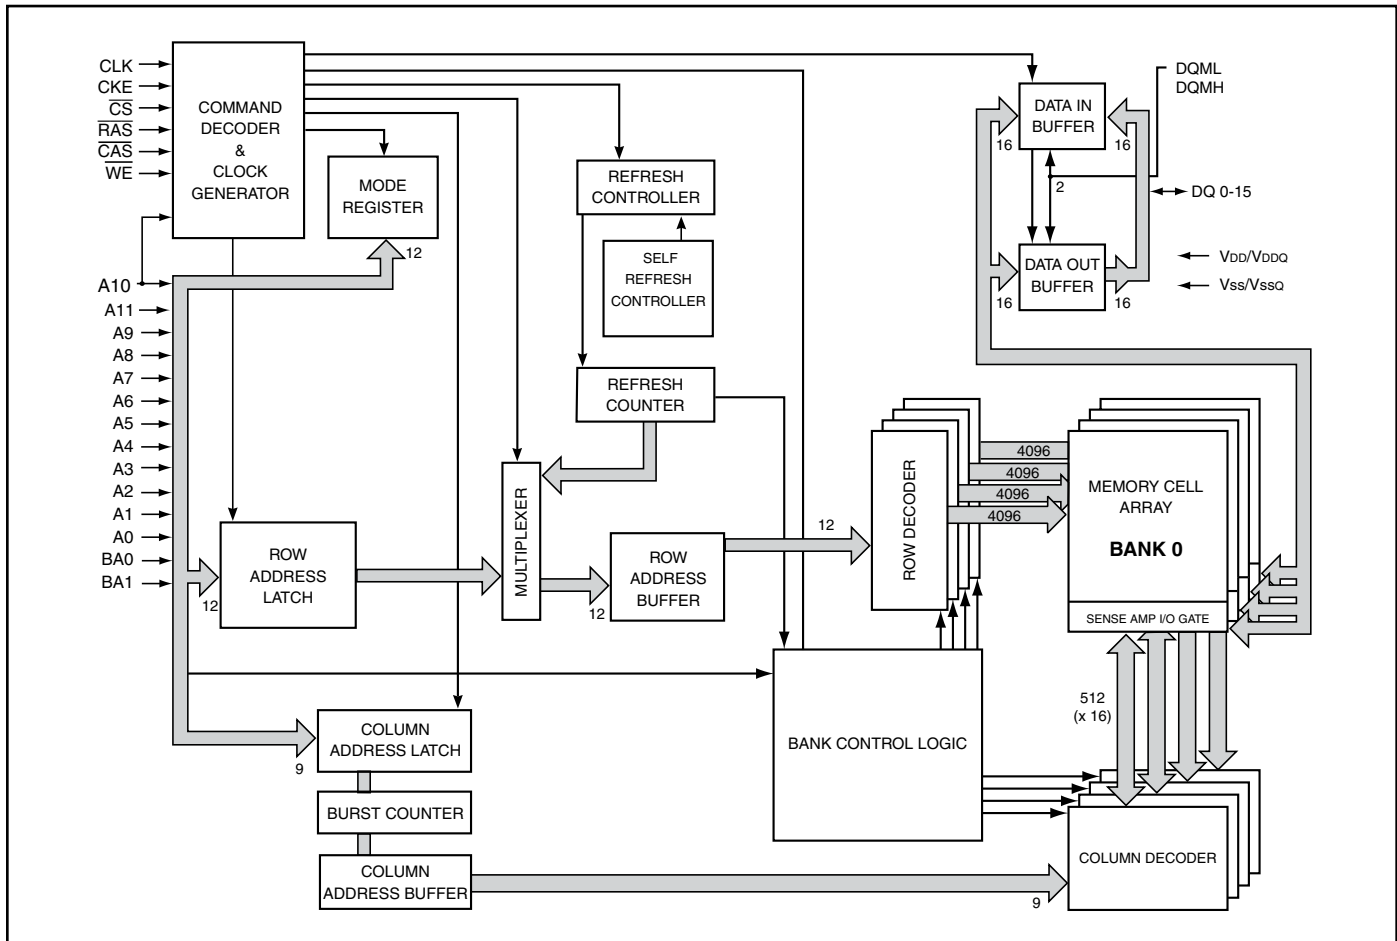 CLK
CKE
CS
RAS
CAS
WE
A10
A11
A9
A8
A7
A6
A5
A4
A3
A2
A1
A0
BA0
BA1
COMMAND
DECODER
&
CLOCK
GENERATOR
MODE
REGISTER
12
REFRESH
CONTROLLER
SELF
REFRESH
CONTROLLER
REFRESH
COUNTER
DATA IN
BUFFER
16
16
2
DQML
DQMH
DQ 0-15
DATA OUT
BUFFER
16
16
VDD/VDDQ
Vss/VssQ
MULTIPLEXER
ROW
ADDRESS
LATCH
12
ROW
ADDRESS
BUFFER
12
12
ROW DECODER
4096
4096
4096
4096
MEMORY CELL
ARRAY
BANK 0
SENSE AMP I/O GATE
512
(x 16)
BANK CONTROL LOGIC
COLUMN
ADDRESS LATCH
9
BURST COUNTER
COLUMN
ADDRESS BUFFER
9
COLUMN DECODER